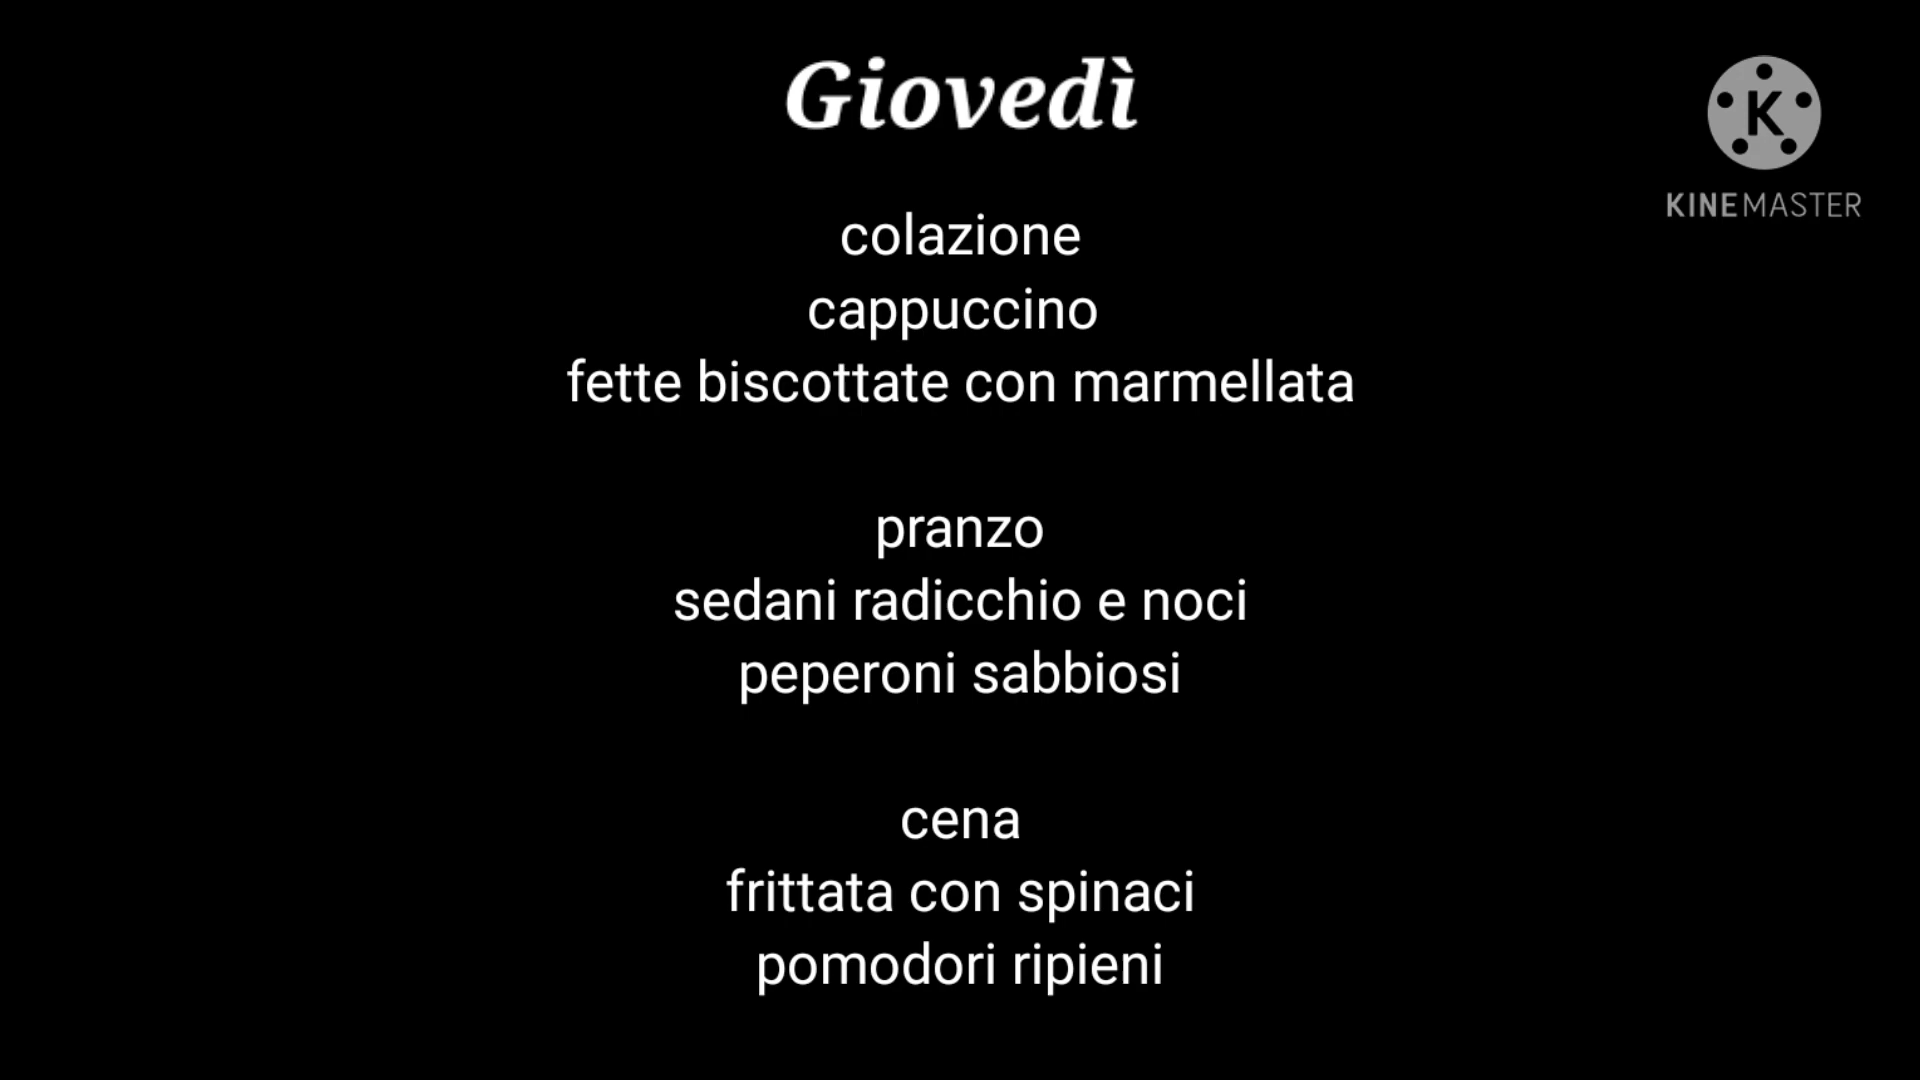 Giovedì
K
KINEMASTER
colazione
cappuccino
fette biscottate con marmellata
pranzo
sedani radicchio e noci
peperoni sabbiosi
cena
frittata con spinaci
pomodori ripieni